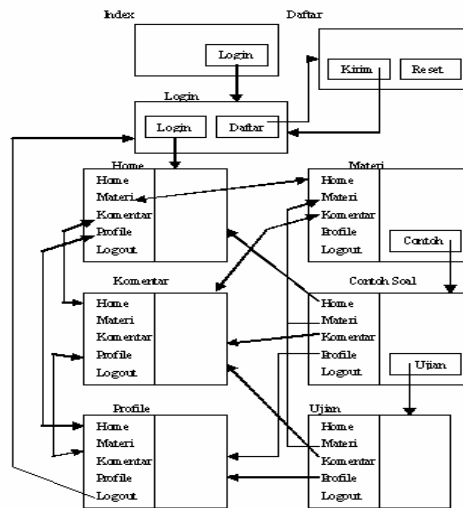 Index
Daftar
Login
Kirim
Reset
Login
Login
Daftar
Home
Home
Materi
Komentar
Profile
Logout
Materi
Home
Materi
Komentar
Profile
Logout
Contoh
Komentar
Home
Materi
Komentar
Profile
Logout
Contoh Soal
Home
Materi
Komentar
Profile
Logout
Ujian
Profile
Home
Materi
Komentar
Profile
Logout
Ujian
Home
Materi
Komentar
Profile
Logout